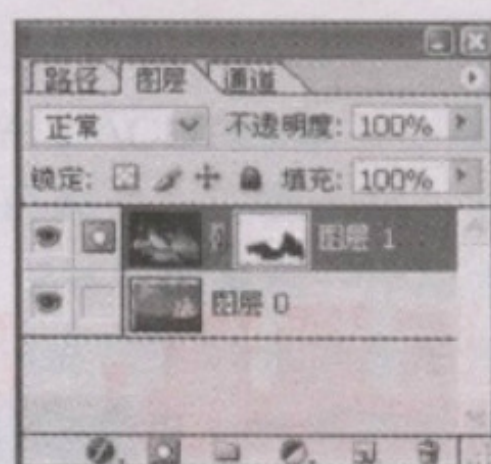 路径 图层 通道
正常 不透明度: 100%
锁定: 填充: 100%
图层 1
图层 0